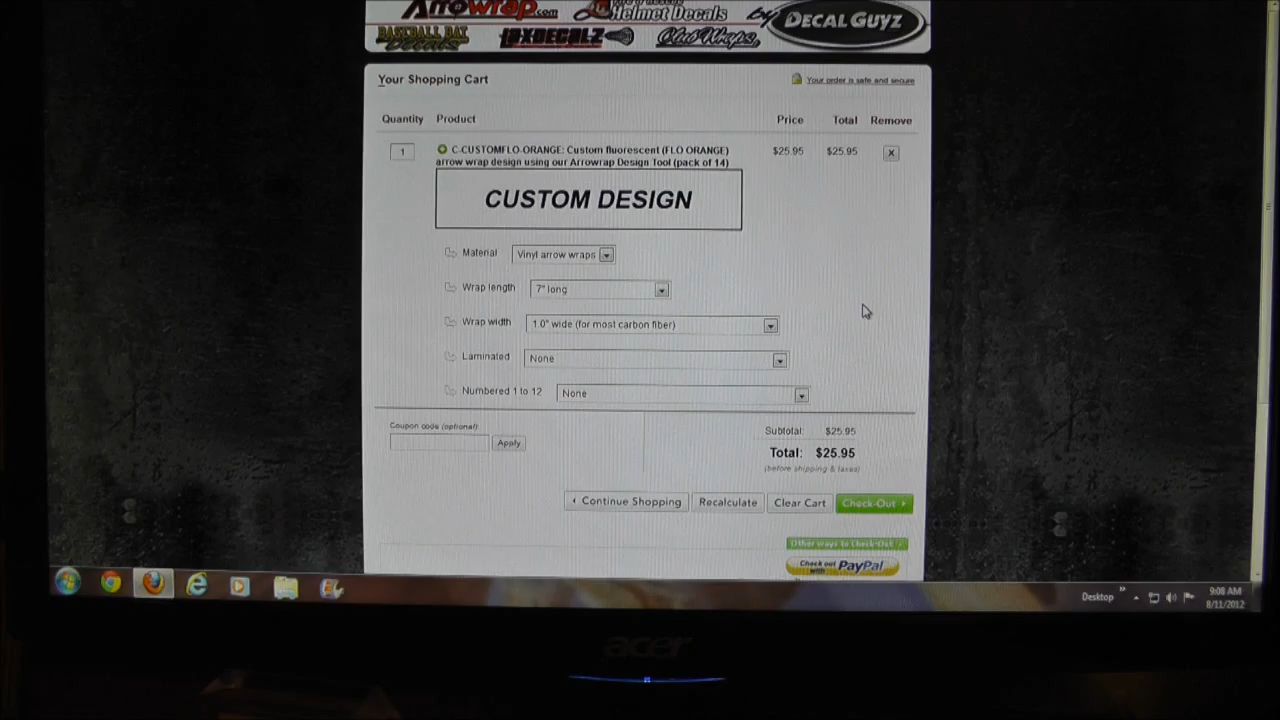 Arrowrap.com
Helmet Decals
by
DECAL GUYZ
BASEBALL BAT
Decals
LAXDECALZ
Club Wraps
Your Shopping Cart
Your order is safe and secure
Quantity Product Price Total Remove
1 C-CUSTOMFLO-ORANGE: Custom fluorescent (FLO ORANGE) $25.95 $25.95 X
arrow wrap design using our Arrowrap Design Tool (pack of 14)
CUSTOM DESIGN
Material Vinyl arrow wraps
Wrap length 7" long
Wrap width 1.0" wide (for most carbon fiber)
Laminated None
Numbered 1 to 12 None
Coupon code (optional)
Apply
Subtotal: $25.95
Total: $25.95
(before shipping & taxes)
Continue Shopping Recalculate Clear Cart Check-Out
Other ways to Check-Out
Check out with PayPal
Desktop
9:08 AM
8/11/2012
acer